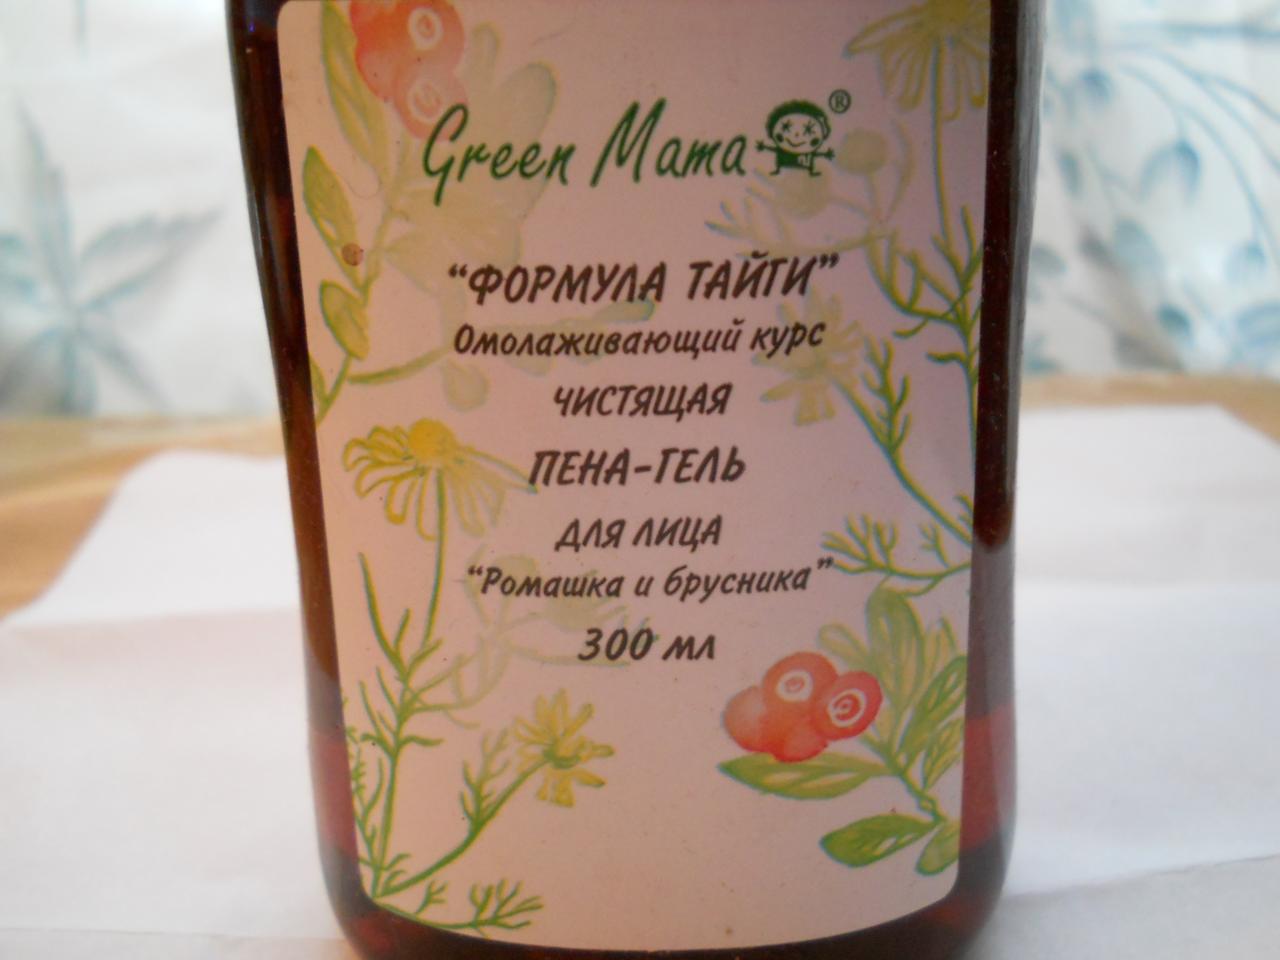 Green Mama ®
“ФОРМУЛА ТАЙГИ”
Омолаживающий курс
ЧИСТЯЩАЯ
ПЕНА-ГЕЛЬ
ДЛЯ ЛИЦА
“Ромашка и брусника”
300 мл